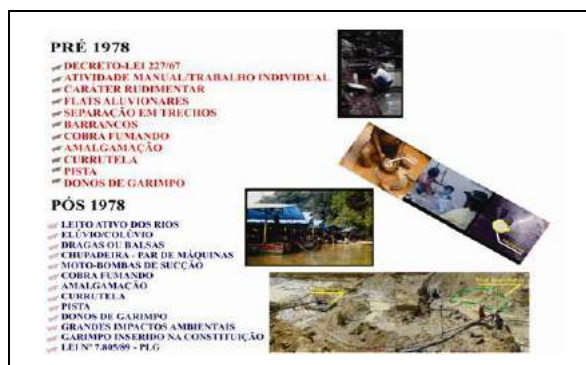 PRÉ 1978
DECRETO-LEI 227/67
ATIVIDADE MANUAL/TRABALHO INDIVIDUAL
CARÁTER RUDIMENTAR
FLATS ALUVIONARES
SEPARAÇÃO EM TRECHOS
BARRANCOS
COBRA FUMANDO
AMALGAMAÇÃO
CURRUTELA
PISTA
DONOS DE GARIMPO
PÓS 1978
LEITO ATIVO DOS RIOS
ELÚVIO/COLÚVIO
DRAGAS OU BALSAS
CHUPADEIRA - PAR DE MÁQUINAS
MOTO-BOMBAS DE SUCÇÃO
COBRA FUMANDO
AMALGAMAÇÃO
CURRUTELA
PISTA
DONOS DE GARIMPO
GRANDES IMPACTOS AMBIENTAIS
GARIMPO INSERIDO NA CONSTITUIÇÃO
LEI Nº 7.805/89 - PLG